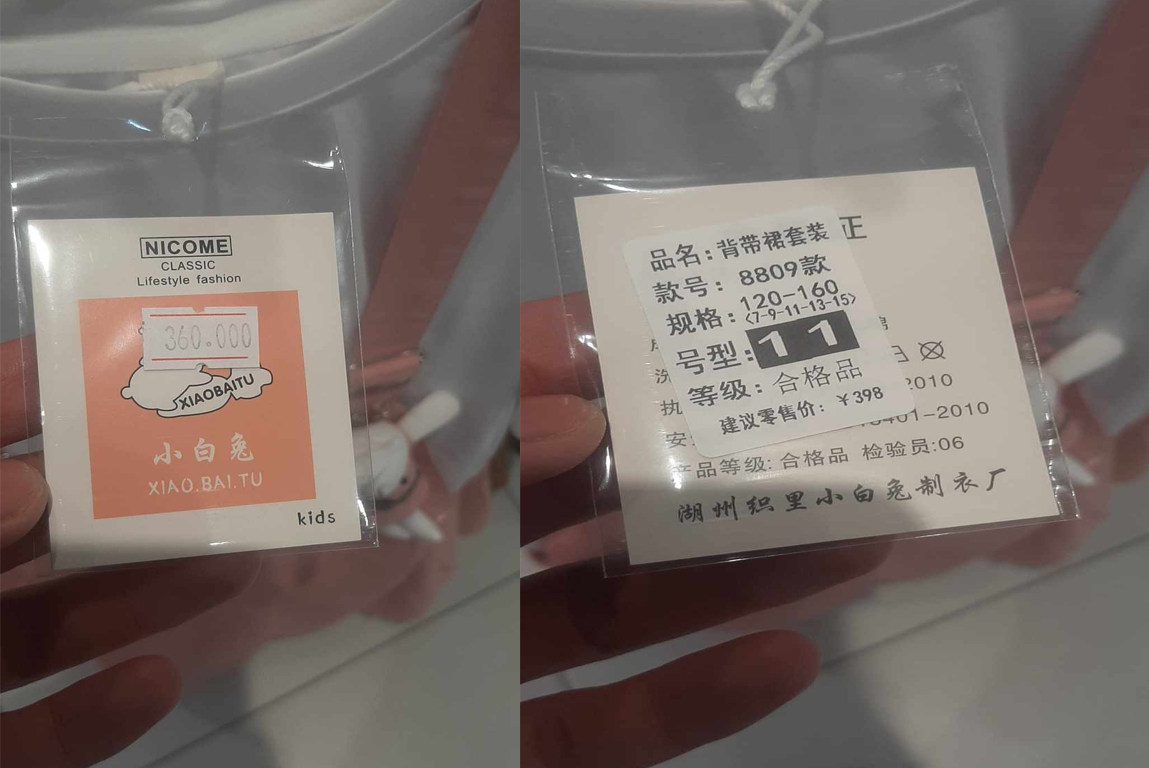 NICOME
CLASSIC
Lifestyle fashion
360.000
XIAOBAITU
小白兔
XIAO.BAI.TU
kids
正
品名:背带裙套装
款号: 8809款
规格:120-160
<7-9-11-13-15>
号型:11
等级:合格品
建议零售价: ¥398
2010
401-2010
产品等级:合格品 检验员:06
湖州织里小白兔制衣厂